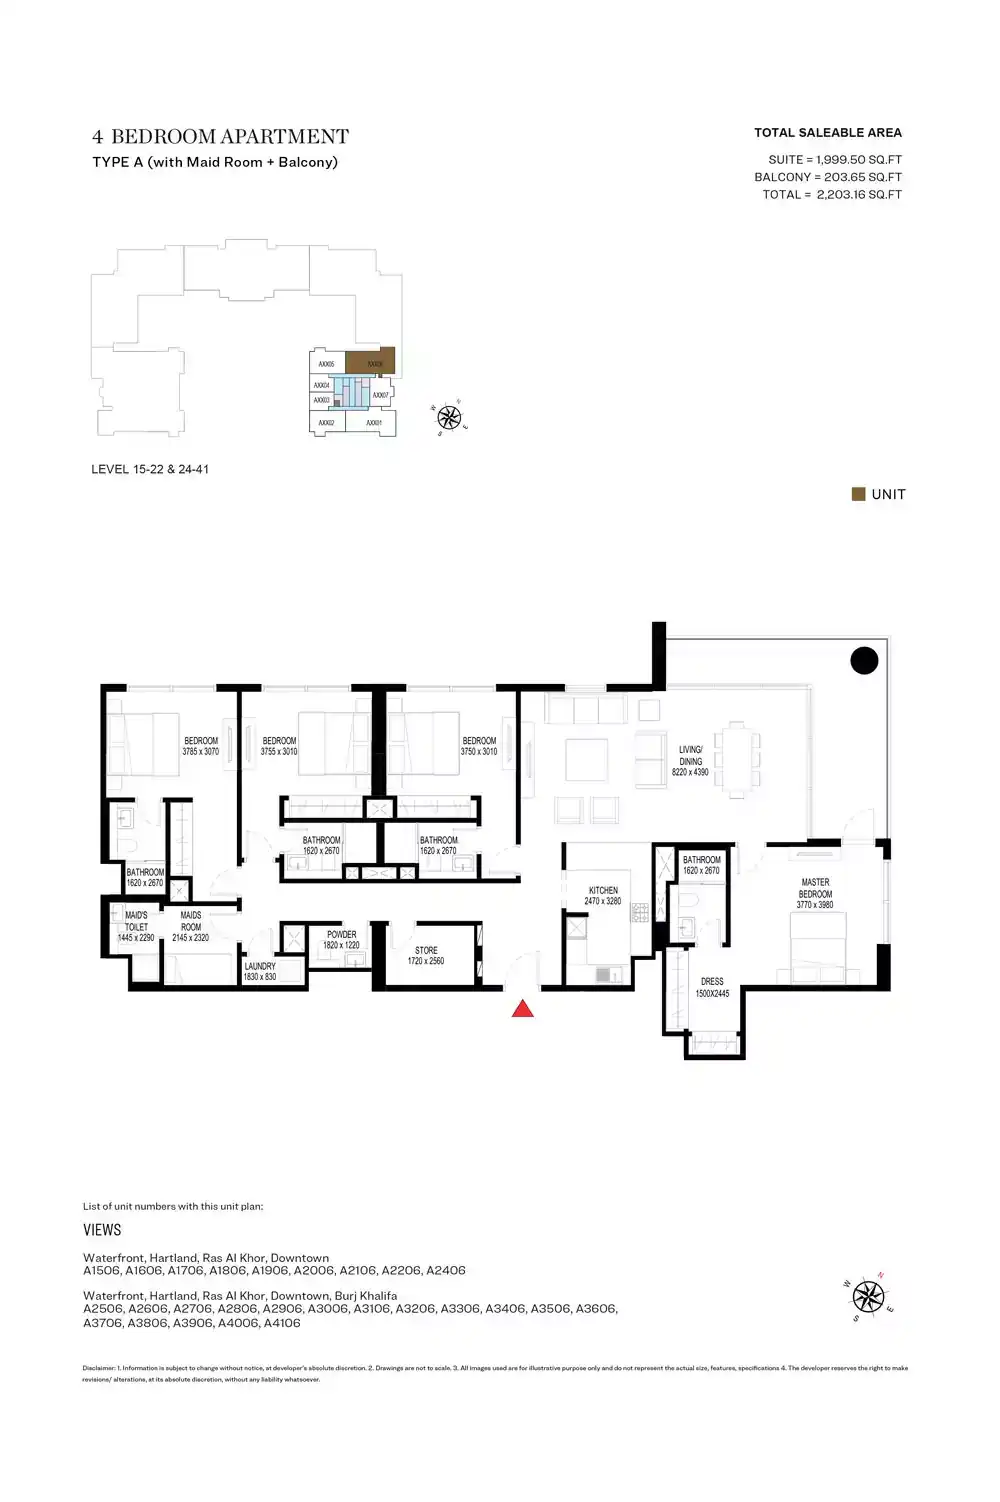 4 BEDROOM APARTMENT
TYPE A (with Maid Room + Balcony)
TOTAL SALEABLE AREA
SUITE = 1,999.50 SQ.FT
BALCONY = 203.65 SQ.FT
TOTAL = 2,203.16 SQ.FT
AXX05
AXX06
AXX04
AXX03
AXX07
AXX02
AXX01
W
N
S
E
LEVEL 15-22 & 24-41
UNIT
BEDROOM
3785 x 3070
BEDROOM
3755 x 3010
BEDROOM
3750 x 3010
LIVING/
DINING
8220 x 4390
BATHROOM
1620 x 2670
BATHROOM
1620 x 2670
BATHROOM
1620 x 2670
BATHROOM
1620 x 2670
KITCHEN
2470 x 3280
MASTER
BEDROOM
3770 x 3980
MAID'S
TOILET
1445 x 2290
MAIDS
ROOM
2145 x 2320
POWDER
1820 x 1220
STORE
1720 x 2560
LAUNDRY
1830 x 830
DRESS
1500X2445
List of unit numbers with this unit plan:
VIEWS
Waterfront, Hartland, Ras Al Khor, Downtown
A1506, A1606, A1706, A1806, A1906, A2006, A2106, A2206, A2406
Waterfront, Hartland, Ras Al Khor, Downtown, Burj Khalifa
A2506, A2606, A2706, A2806, A2906, A3006, A3106, A3206, A3306, A3406, A3506, A3606,
A3706, A3806, A3906, A4006, A4106
W
N
S
E
Disclaimer: 1. Information is subject to change without notice, at developer's absolute discretion. 2. Drawings are not to scale. 3. All images used are for illustrative purpose only and do not represent the actual size, features, specifications 4. The developer reserves the right to make
revisions/ alterations, at its absolute discretion, without any liability whatsoever.